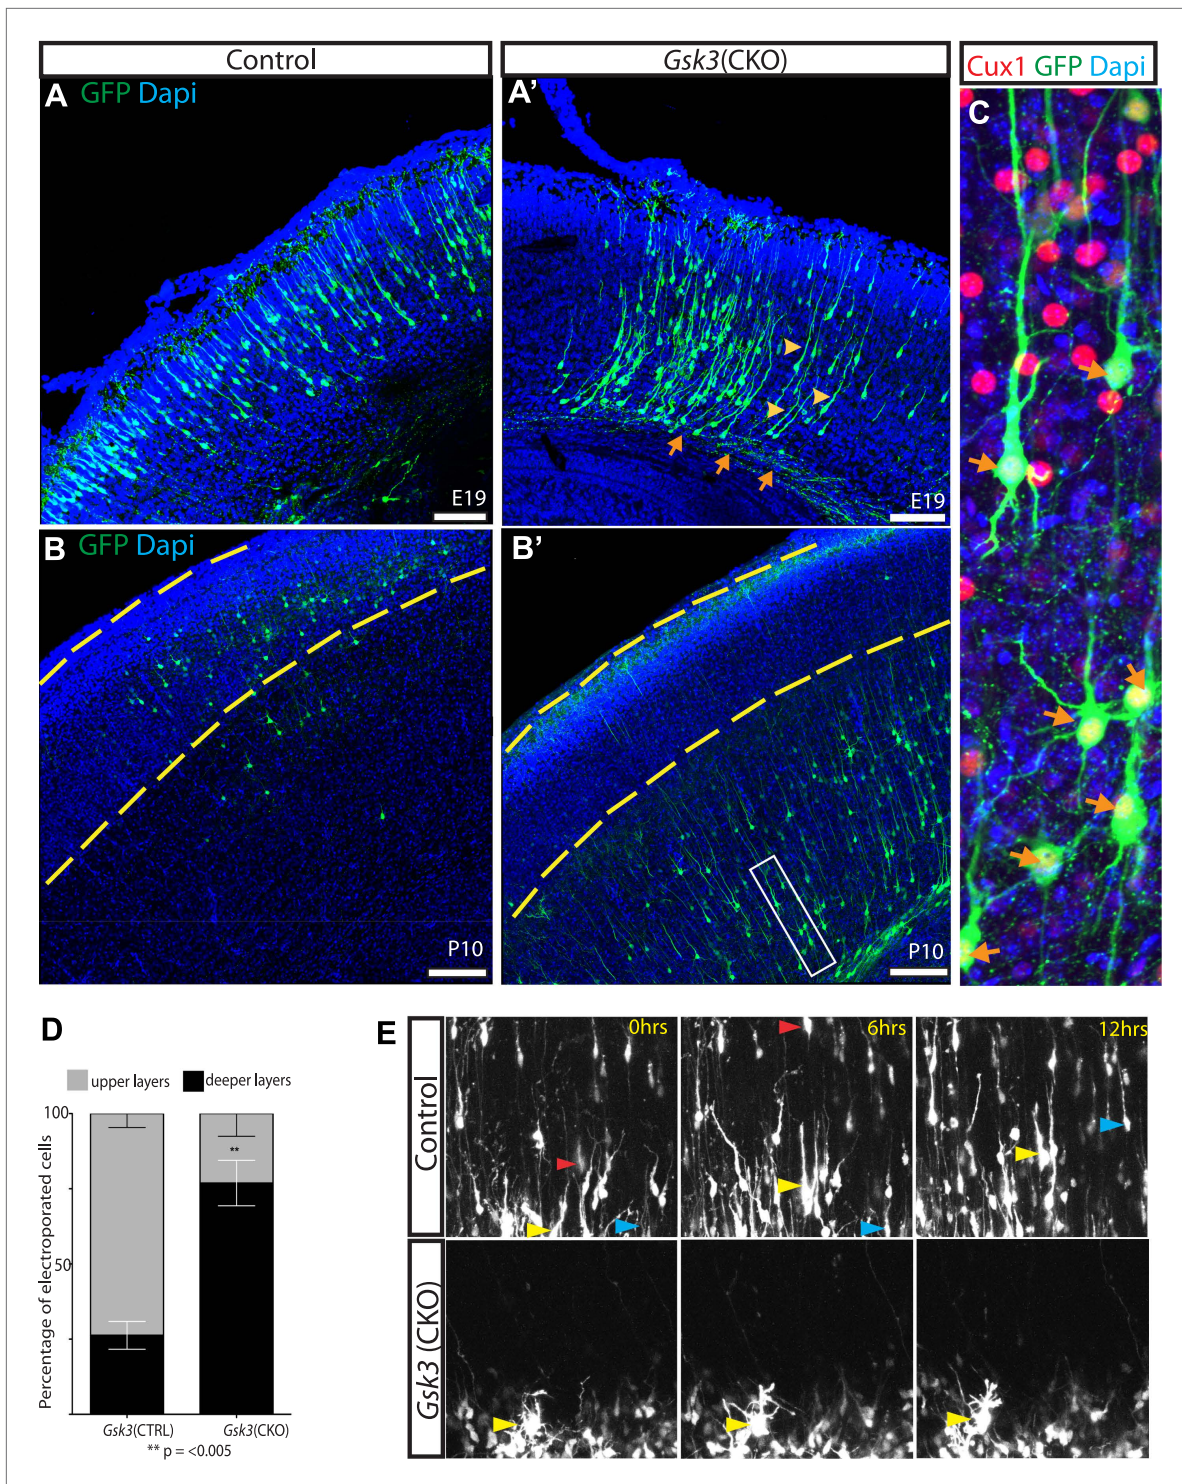 Control
Gsk3(CKO)
Cux1 GFP Dapi
A GFP Dapi
A'
C
E19
E19
B GFP Dapi
B'
P10
P10
D
upper layers
deeper layers
100
50
Percentage of electroporated cells
**
Gsk3(CTRL)
Gsk3(CKO)
** p = <0.005
E
Control
0hrs
6hrs
12hrs
Gsk3 (CKO)